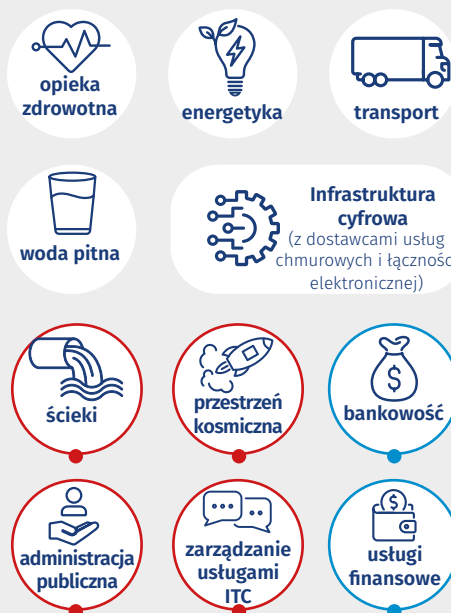 opieka
zdrowotna
energetyka
transport
woda pitna
Infrastruktura
cyfrowa
(z dostawcami usług
chmurowych i łącznośc
elektronicznej)
ścieki
przestrzeń
kosmiczna
bankowość
administracja
publiczna
zarządzanie
usługami
ITC
usługi
finansowe